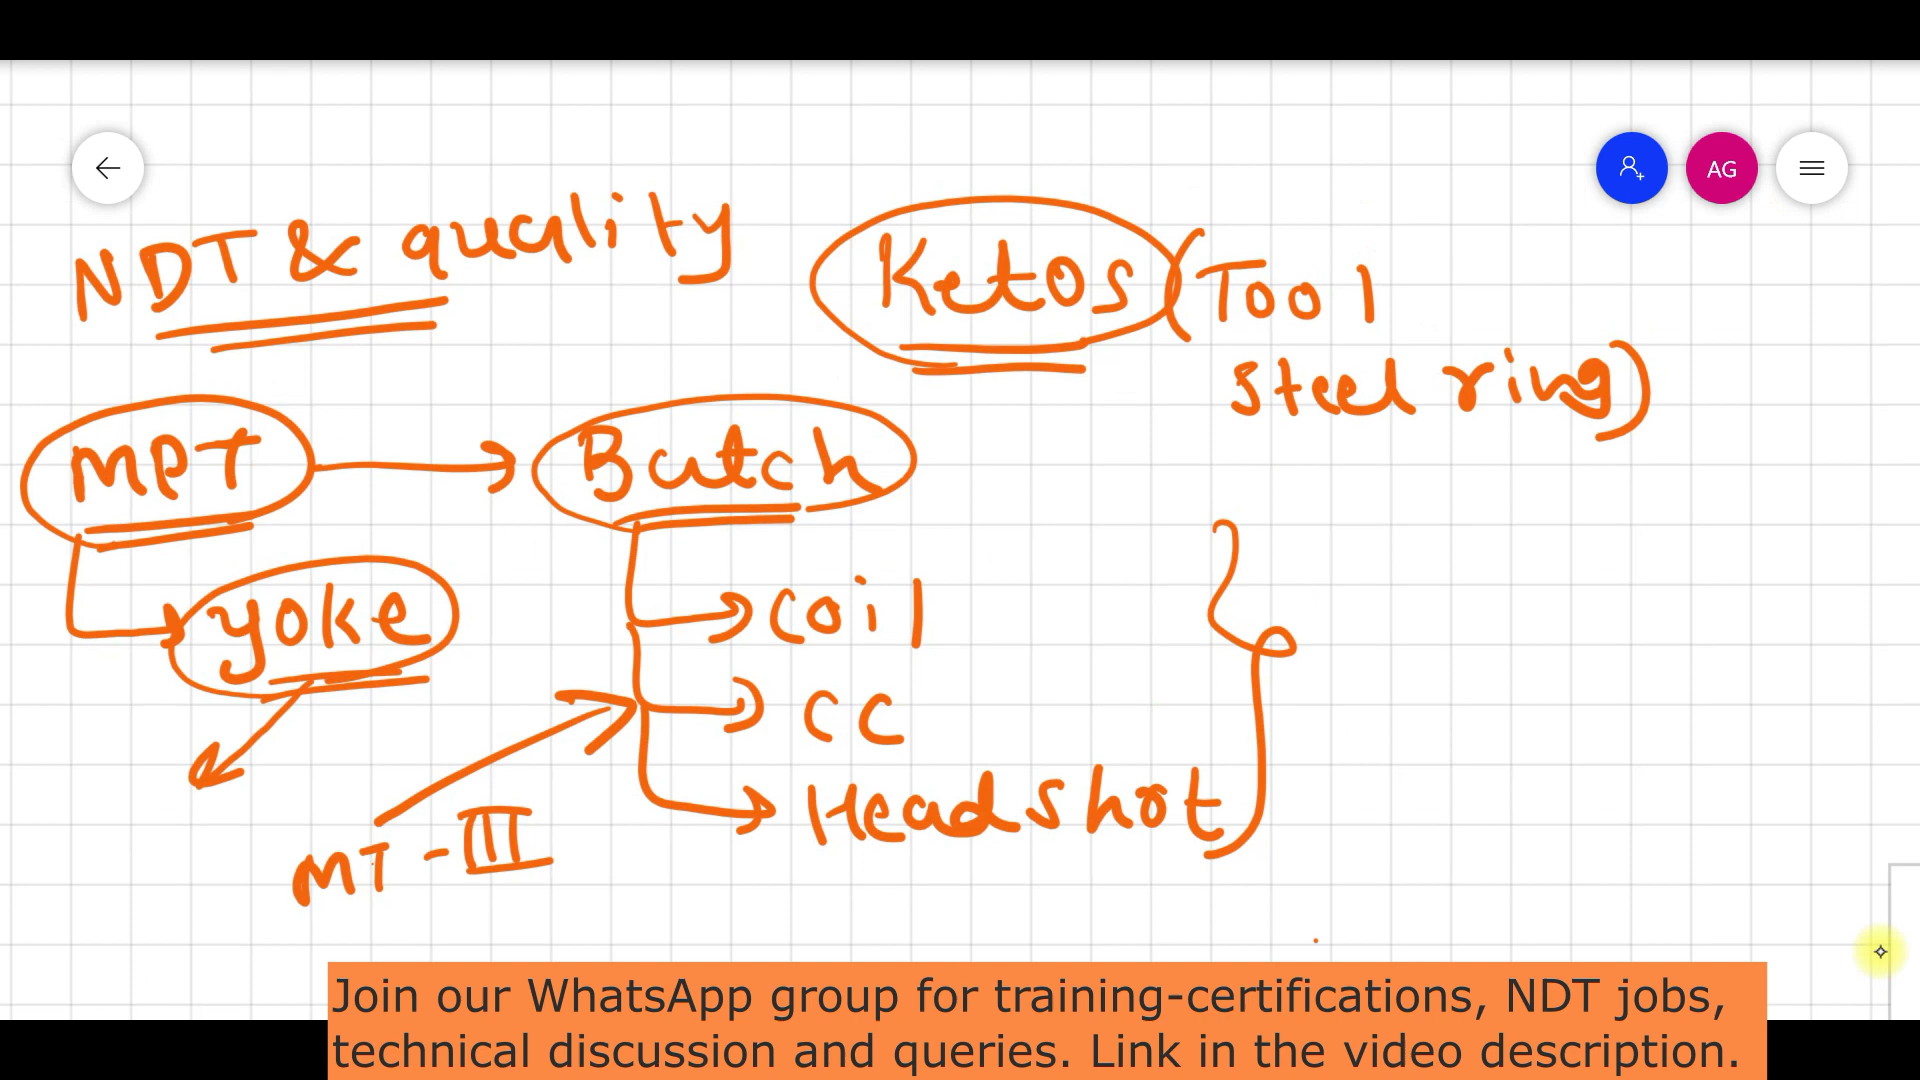 AG
NDT & quality
Ketos (Tool
steel ring)
MPT
Batch
yoke
coil
CC
Headshot
MT-III
Join our WhatsApp group for training-certifications, NDT jobs,
technical discussion and queries. Link in the video description.